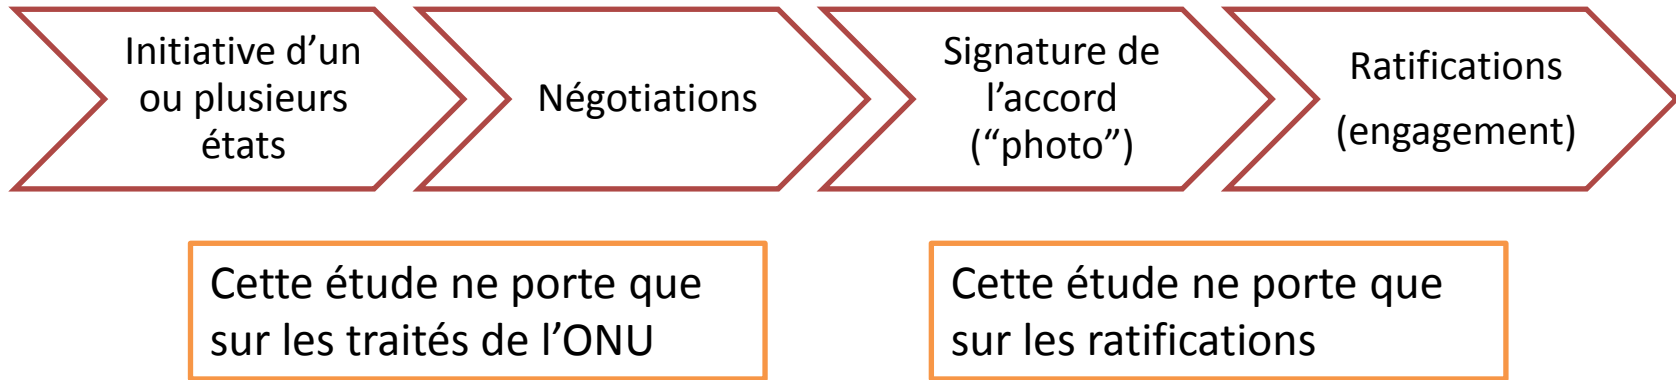 Initiative d’un
ou plusieurs
états
Négotiations
Signature de
l’accord
(“photo”)
Ratifications
(engagement)
Cette étude ne porte que
sur les traités de l’ONU
Cette étude ne porte que
sur les ratifications